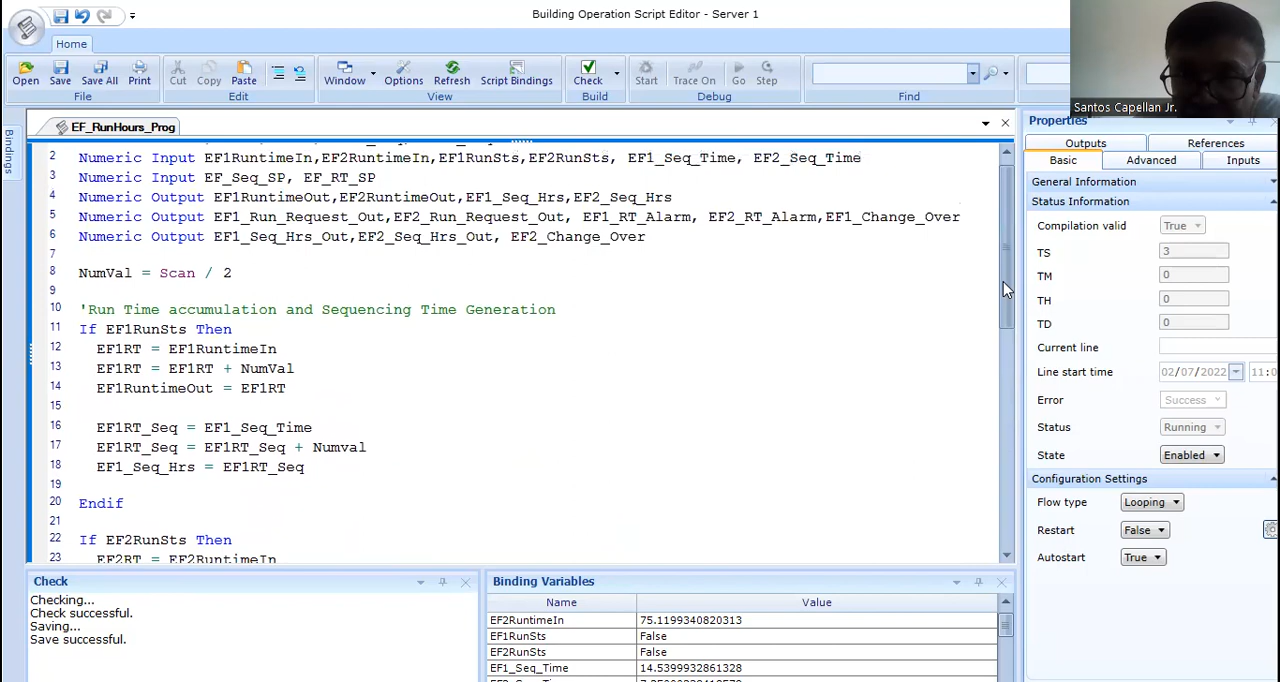 Building Operation Script Editor - Server 1
Home
Open Save Save All Print Cut Copy Paste Window Options Refresh Script Bindings Check Start Trace On Go Step
File Edit View Build Debug Find
Santos Capellan Jr.
EF_RunHours_Prog
Bindings
2 Numeric Input EF1RuntimeIn,EF2RuntimeIn,EF1RunSts,EF2RunSts, EF1_Seq_Time, EF2_Seq_Time
3 Numeric Input EF_Seq_SP, EF_RT_SP
4 Numeric Output EF1RuntimeOut,EF2RuntimeOut,EF1_Seq_Hrs,EF2_Seq_Hrs
5 Numeric Output EF1_Run_Request_Out,EF2_Run_Request_Out, EF1_RT_Alarm, EF2_RT_Alarm,EF1_Change_Over
6 Numeric Output EF1_Seq_Hrs_Out,EF2_Seq_Hrs_Out, EF2_Change_Over
7
8 NumVal = Scan / 2
9
10 'Run Time accumulation and Sequencing Time Generation
11 If EF1RunSts Then
12 EF1RT = EF1RuntimeIn
13 EF1RT = EF1RT + NumVal
14 EF1RuntimeOut = EF1RT
15
16 EF1RT_Seq = EF1_Seq_Time
17 EF1RT_Seq = EF1RT_Seq + Numval
18 EF1_Seq_Hrs = EF1RT_Seq
19
20 Endif
21
22 If EF2RunSts Then
23 EF2RT = EF2RuntimeIn
Properties
Outputs References
Basic Advanced Inputs
General Information
Status Information
Compilation valid True
TS 3
TM 0
TH 0
TD 0
Current line
Line start time 02/07/2022 11:0
Error Success
Status Running
State Enabled
Configuration Settings
Flow type Looping
Restart False
Autostart True
Check
Checking...
Check successful.
Saving...
Save successful.
Binding Variables
Name Value
EF2RuntimeIn 75.1199340820313
EF1RunSts False
EF2RunSts False
EF1_Seq_Time 14.5399932861328